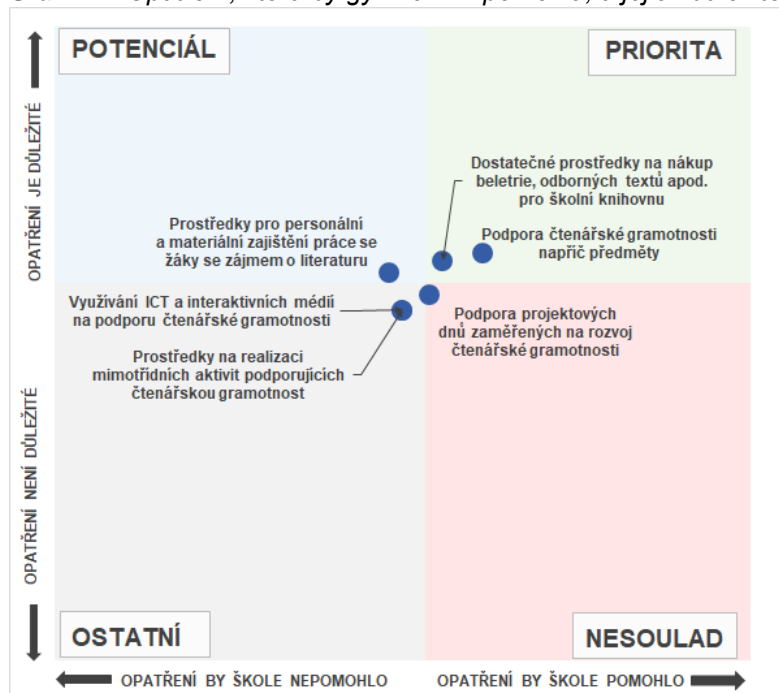 POTENCIÁL
PRIORITA
OPATŘENÍ JE DŮLEŽITÉ
Dostatečné prostředky na nákup
beletrie, odborných textů apod.
pro školní knihovnu
Prostředky pro personální
a materiální zajištění práce se
žáky se zájmem o literaturu
Podpora čtenářské gramotnosti
napříč předměty
Využívání ICT a interaktivních médií
na podporu čtenářské gramotnosti
Podpora projektových
dnů zaměřených na rozvoj
čtenářské gramotnosti
Prostředky na realizaci
mimotřídních aktivit podporujících
čtenářskou gramotnost
OPATŘENÍ NENÍ DŮLEŽITÉ
OSTATNÍ
NESOULAD
OPATŘENÍ BY ŠKOLE NEPOMOHLO
OPATŘENÍ BY ŠKOLE POMOHLO